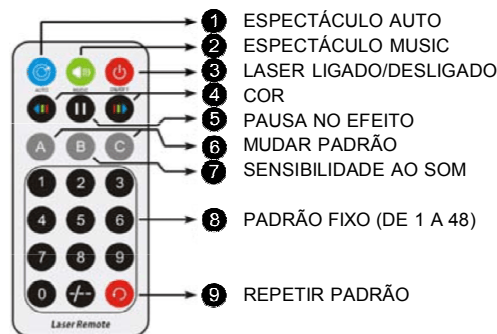 1 ESPECTÁCULO AUTO
2 ESPECTÁCULO MUSIC
3 LASER LIGADO/DESLIGADO
4 COR
5 PAUSA NO EFEITO
6 MUDAR PADRÃO
7 SENSIBILIDADE AO SOM
8 PADRÃO FIXO (DE 1 A 48)
9 REPETIR PADRÃO
AUTO MUSIC ON/OFF
A B C
1 2 3
4 5 6
7 8 9
0 -/--
Laser Remote